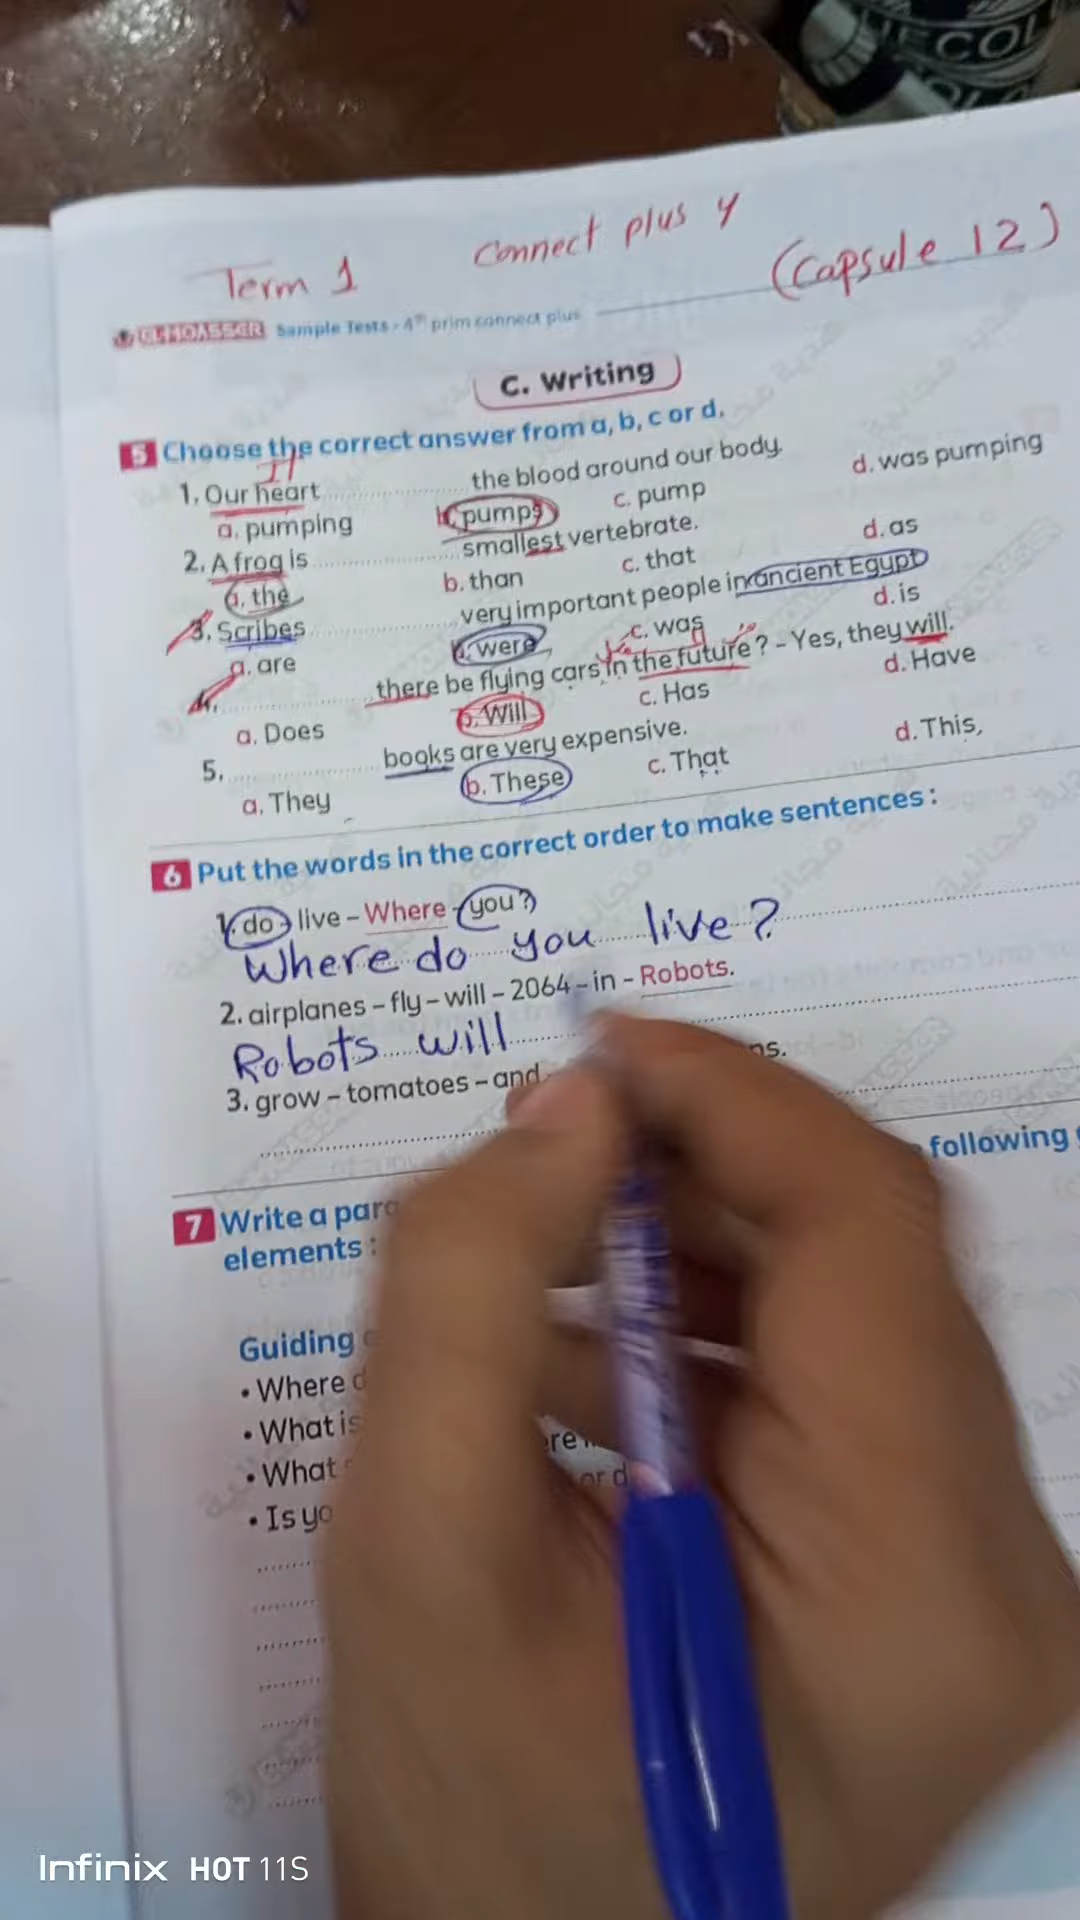 Term 1 Connect plus 4 (Capsule 12)
ELMOASSER Sample Tests - 4th prim connect plus
C. Writing
5 Choose the correct answer from a, b, c or d.
It
1. Our heart ............ the blood around our body.
a. pumping b. pumps c. pump d. was pumping
2. A frog is ............ smallest vertebrate.
a. the b. than c. that d. as
3. Scribes ............ very important people in ancient Egypt
a. are b. were c. was d. is
4. ............ there be flying cars in the future? - Yes, they will.
a. Does b. Will c. Has d. Have
5. ............ books are very expensive.
a. They b. These c. That d. This,
6 Put the words in the correct order to make sentences:
1. do - live - Where - you?
Where do you live?
2. airplanes - fly - will - 2064 - in - Robots.
Robots will
3. grow - tomatoes - and
7 Write a following
elements:
Guiding
• Where
• What is
• What or
• Is
Infinix HOT 11S